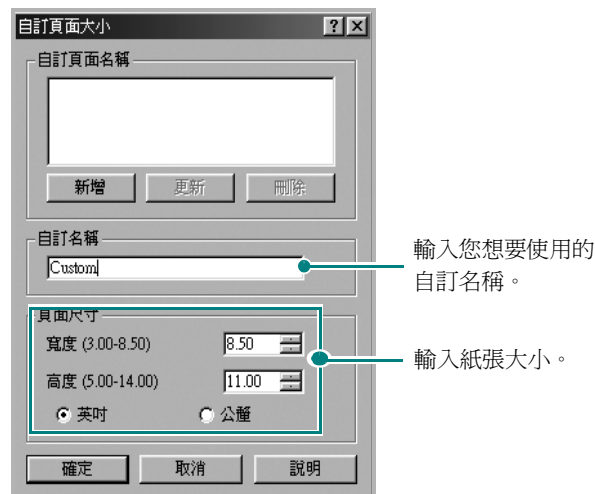 自訂頁面大小
自訂頁面名稱
新增 更新 刪除
自訂名稱
Custom
輸入您想要使用的
自訂名稱。
頁面尺寸
寬度 (3.00-8.50) 8.50
輸入紙張大小。
高度 (5.00-14.00) 11.00
英吋 公釐
確定 取消 說明